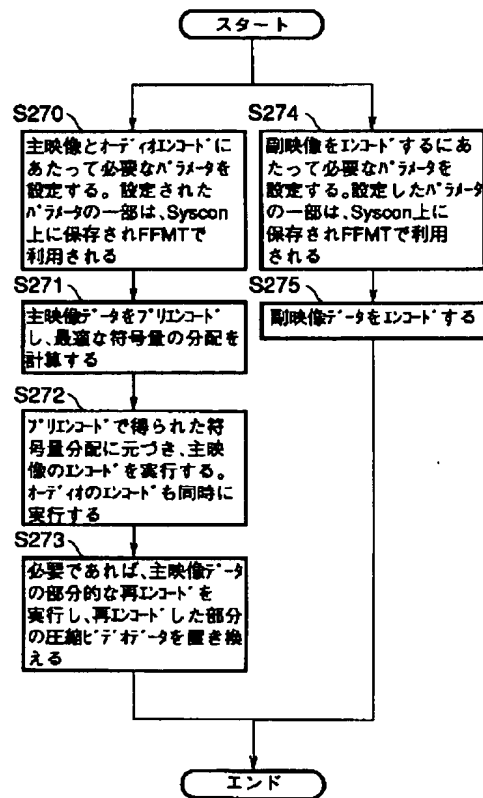 スタート
S270
主映像とオーディオエンコードに
あたって必要なパラメータを
設定する。設定された
パラメータの一部は、Syscon
上に保存されFFMTで
利用される
S271
主映像データをプリエンコード
し、最適な符号量の分配を
計算する
S272
プリエンコードで得られた符
号量分配に元づき、主映
像のエンコードを実行する。
オーディオのエンコードも同時に
実行する
S273
必要であれば、主映像データ
の部分的な再エンコードを
実行し、再エンコードした部分
の圧縮ビデオデータを置き換
える
S274
副映像をエンコードするにあ
たって必要なパラメータを
設定する。設定したパラメータ
の一部は、Syscon上に
保存されFFMTで利用
される
S275
副映像データをエンコードする
エンド